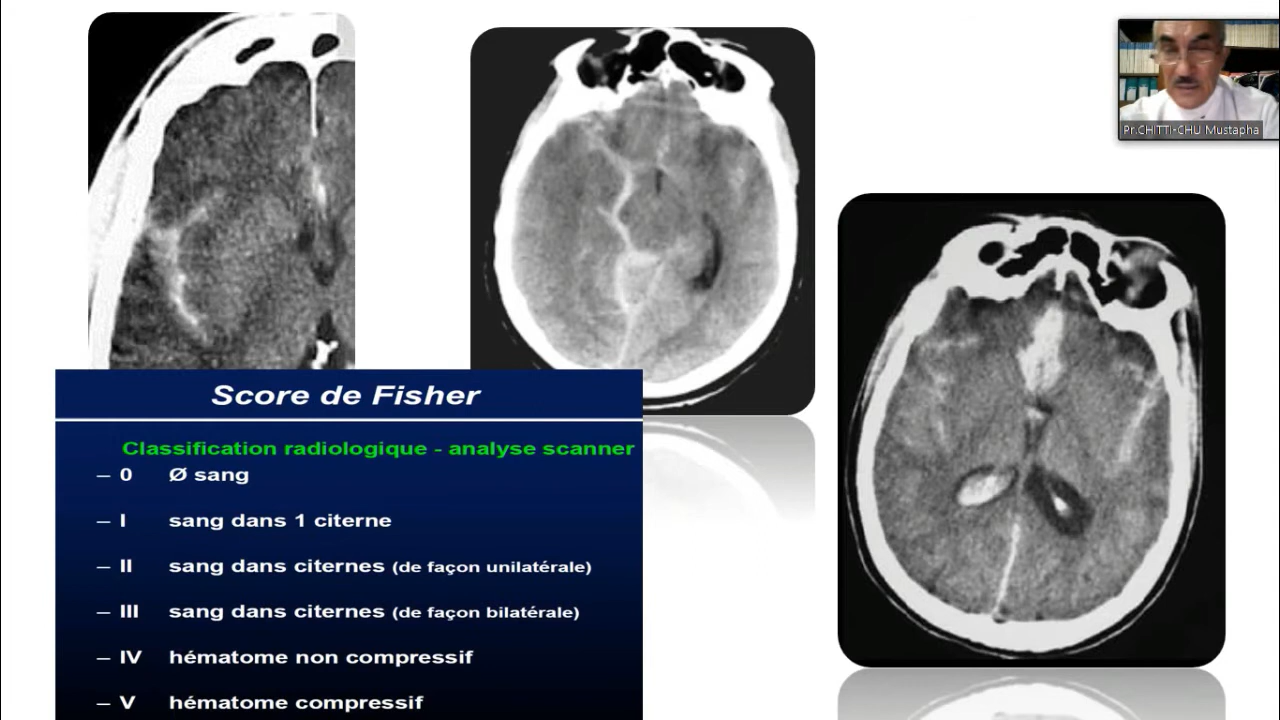 Pr.CHITTI-CHU Mustapha
Score de Fisher
Classification radiologique - analyse scanner
– 0 Ø sang
– I sang dans 1 citerne
– II sang dans citernes (de façon unilatérale)
– III sang dans citernes (de façon bilatérale)
– IV hématome non compressif
– V hématome compressif